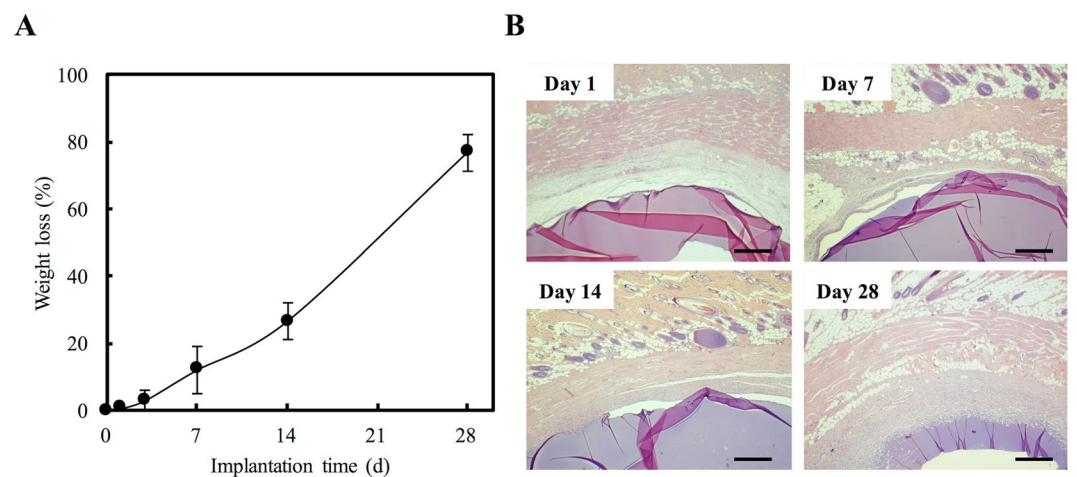 A
B
100
80
60
40
20
0
Weight loss (%)
0 7 14 21 28
Implantation time (d)
Day 1
Day 7
Day 14
Day 28